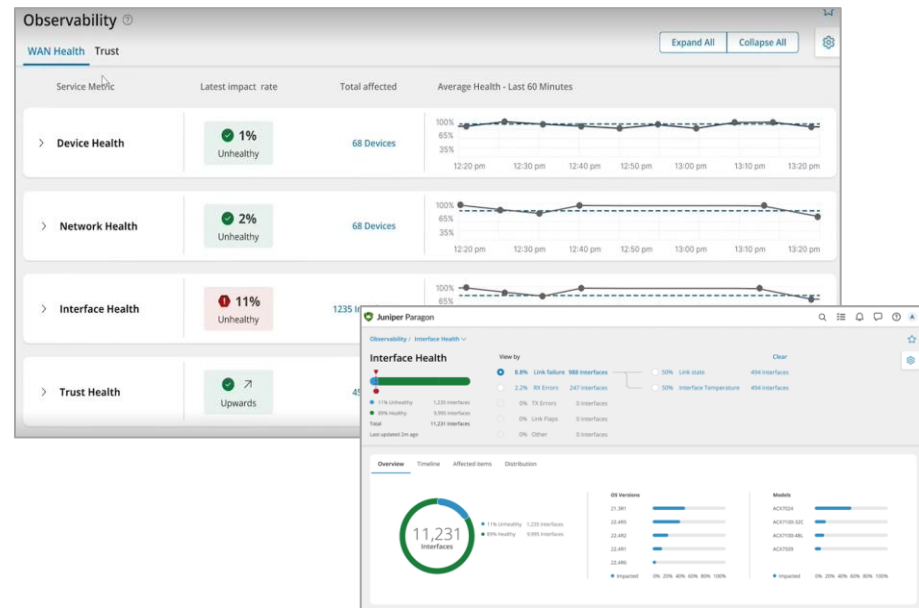 Observability
WAN Health Trust
Expand All Collapse All
Service Metric Latest impact rate Total affected Average Health - Last 60 Minutes
Device Health
1%
Unhealthy
68 Devices
100%
65%
35%
12:20 pm 12:30 pm 12:40 pm 12:50 pm 13:00 pm 13:10 pm 13:20 pm
Network Health
2%
Unhealthy
68 Devices
100%
65%
35%
12:20 pm 12:30 pm 12:40 pm 12:50 pm 13:00 pm 13:10 pm 13:20 pm
Interface Health
11%
Unhealthy
1235
100%
65%
Trust Health
Upwards
Juniper Paragon
Observability / Interface Health
Interface Health
View by
Clear
8.8% Link failure 988 Interfaces
50% Link state 494 Interfaces
2.2% RX Errors 247 Interfaces
50% Interface Temperature 494 Interfaces
0% TX Errors 0 Interfaces
0% Link Flaps 0 Interfaces
0% Other 0 Interfaces
11% Unhealthy 1,235 Interfaces
89% Healthy 9,995 Interfaces
Total 11,231 Interfaces
Last updated 2m ago
Overview Timeline Affected items Distribution
11,231
Interfaces
11% Unhealthy 1,235 Interfaces
89% Healthy 9,995 Interfaces
OS Versions
21.3R1
22.4R5
22.4R2
22.4R1
22.4R6
Impacted 0% 20% 40% 60% 80% 100%
Models
ACX7024
ACX7100-32C
ACX7100-48L
ACX7509
Impacted 0% 20% 40% 60% 80% 100%